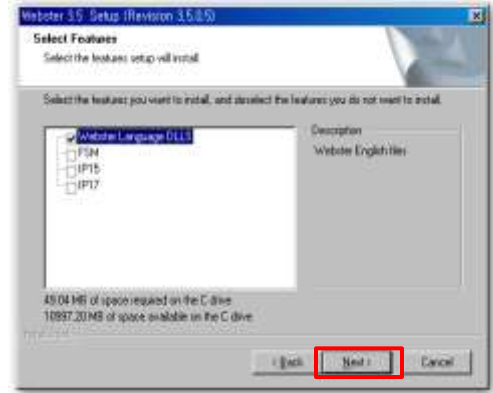 Webster 3.5 Setup (Revision 3.5.0.5)
Select Features
Select the features setup will install.
Select the features you want to install, and deselect the features you do not want to install.
Webster Language DLLS
FSM
IP15
IP17
Description
Webster English files
49.04 MB of space required on the C drive
10997.20 MB of space available on the C drive
< Back
Next >
Cancel